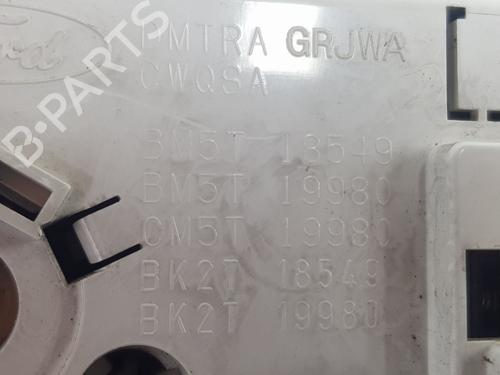 Ford
PMTRA GRJWA
CWQSA
BM5T 18549
BM5T 19980
CM5T 19980
BK2T 18549
BK2T 19980
B-PARTS